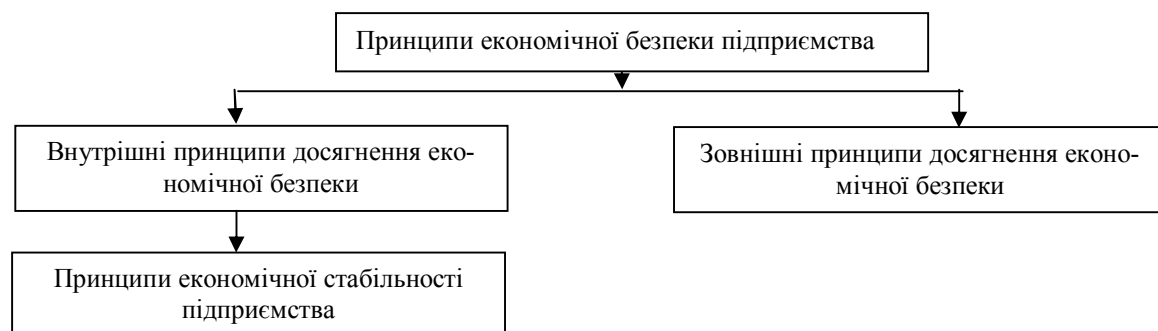 Принципи економічної безпеки підприємства
Внутрішні принципи досягнення еко-
номічної безпеки
Зовнішні принципи досягнення еконо-
мічної безпеки
Принципи економічної стабільності
підприємства